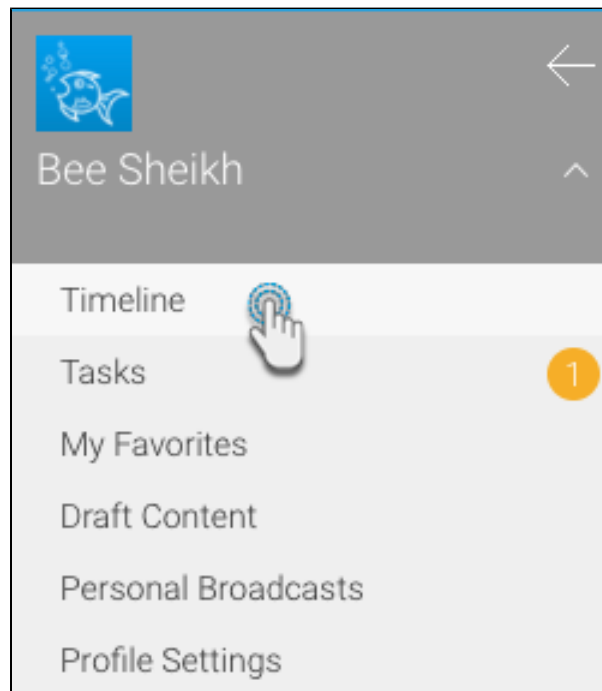 Bee Sheikh
Timeline
Tasks
1
My Favorites
Draft Content
Personal Broadcasts
Profile Settings